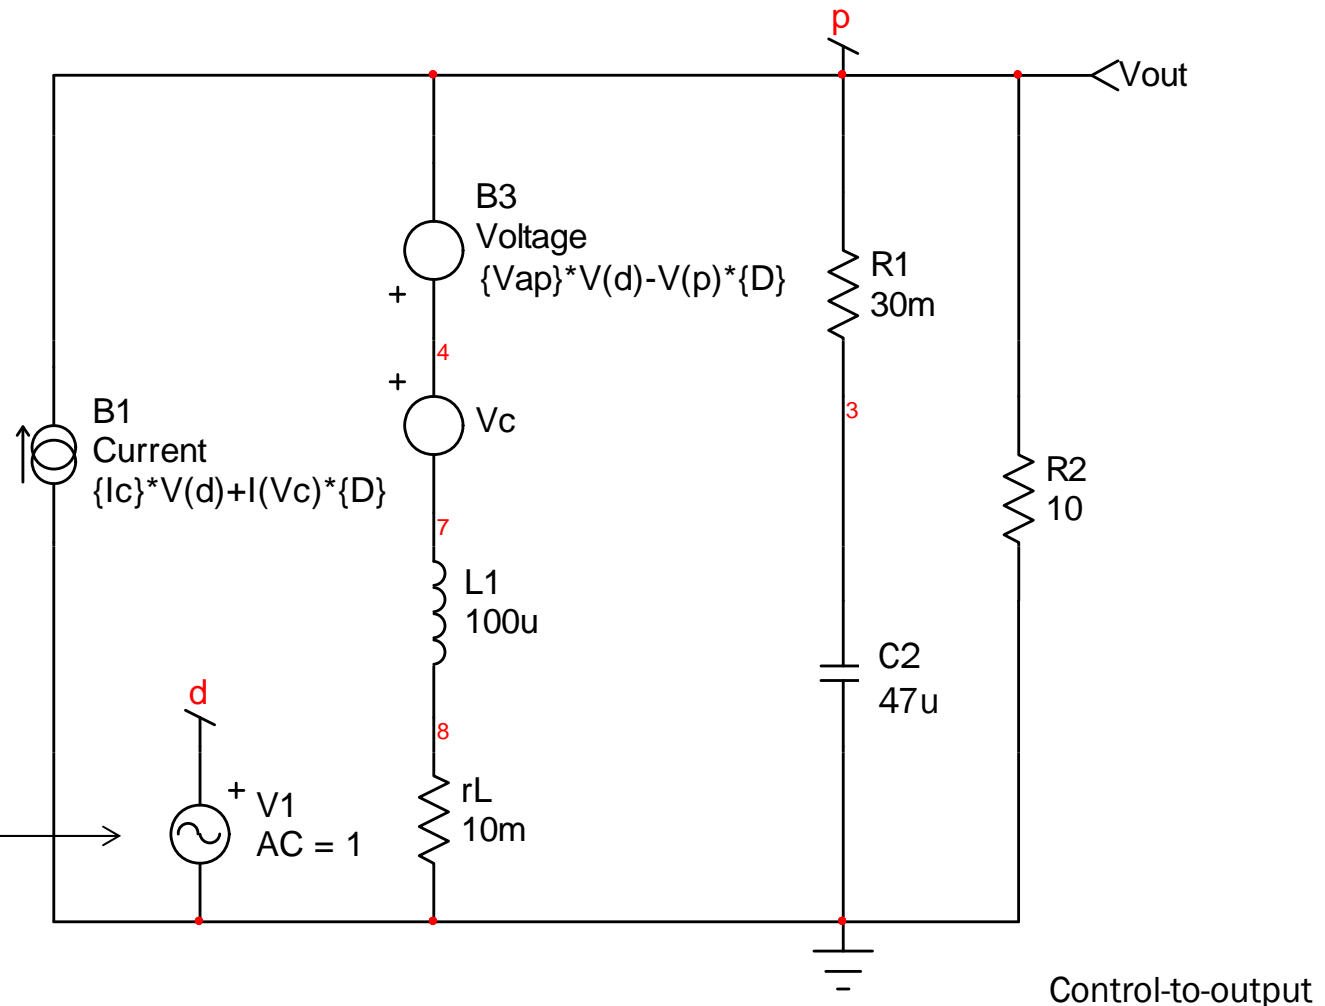 p
Vout
B3
Voltage
{Vap}*V(d)-V(p)*{D}
+
4
+
Vc
R1
30m
3
B1
Current
{Ic}*V(d)+I(Vc)*{D}
R2
10
7
L1
100u
C2
47u
d
8
+
V1
AC = 1
rL
10m
Control-to-output